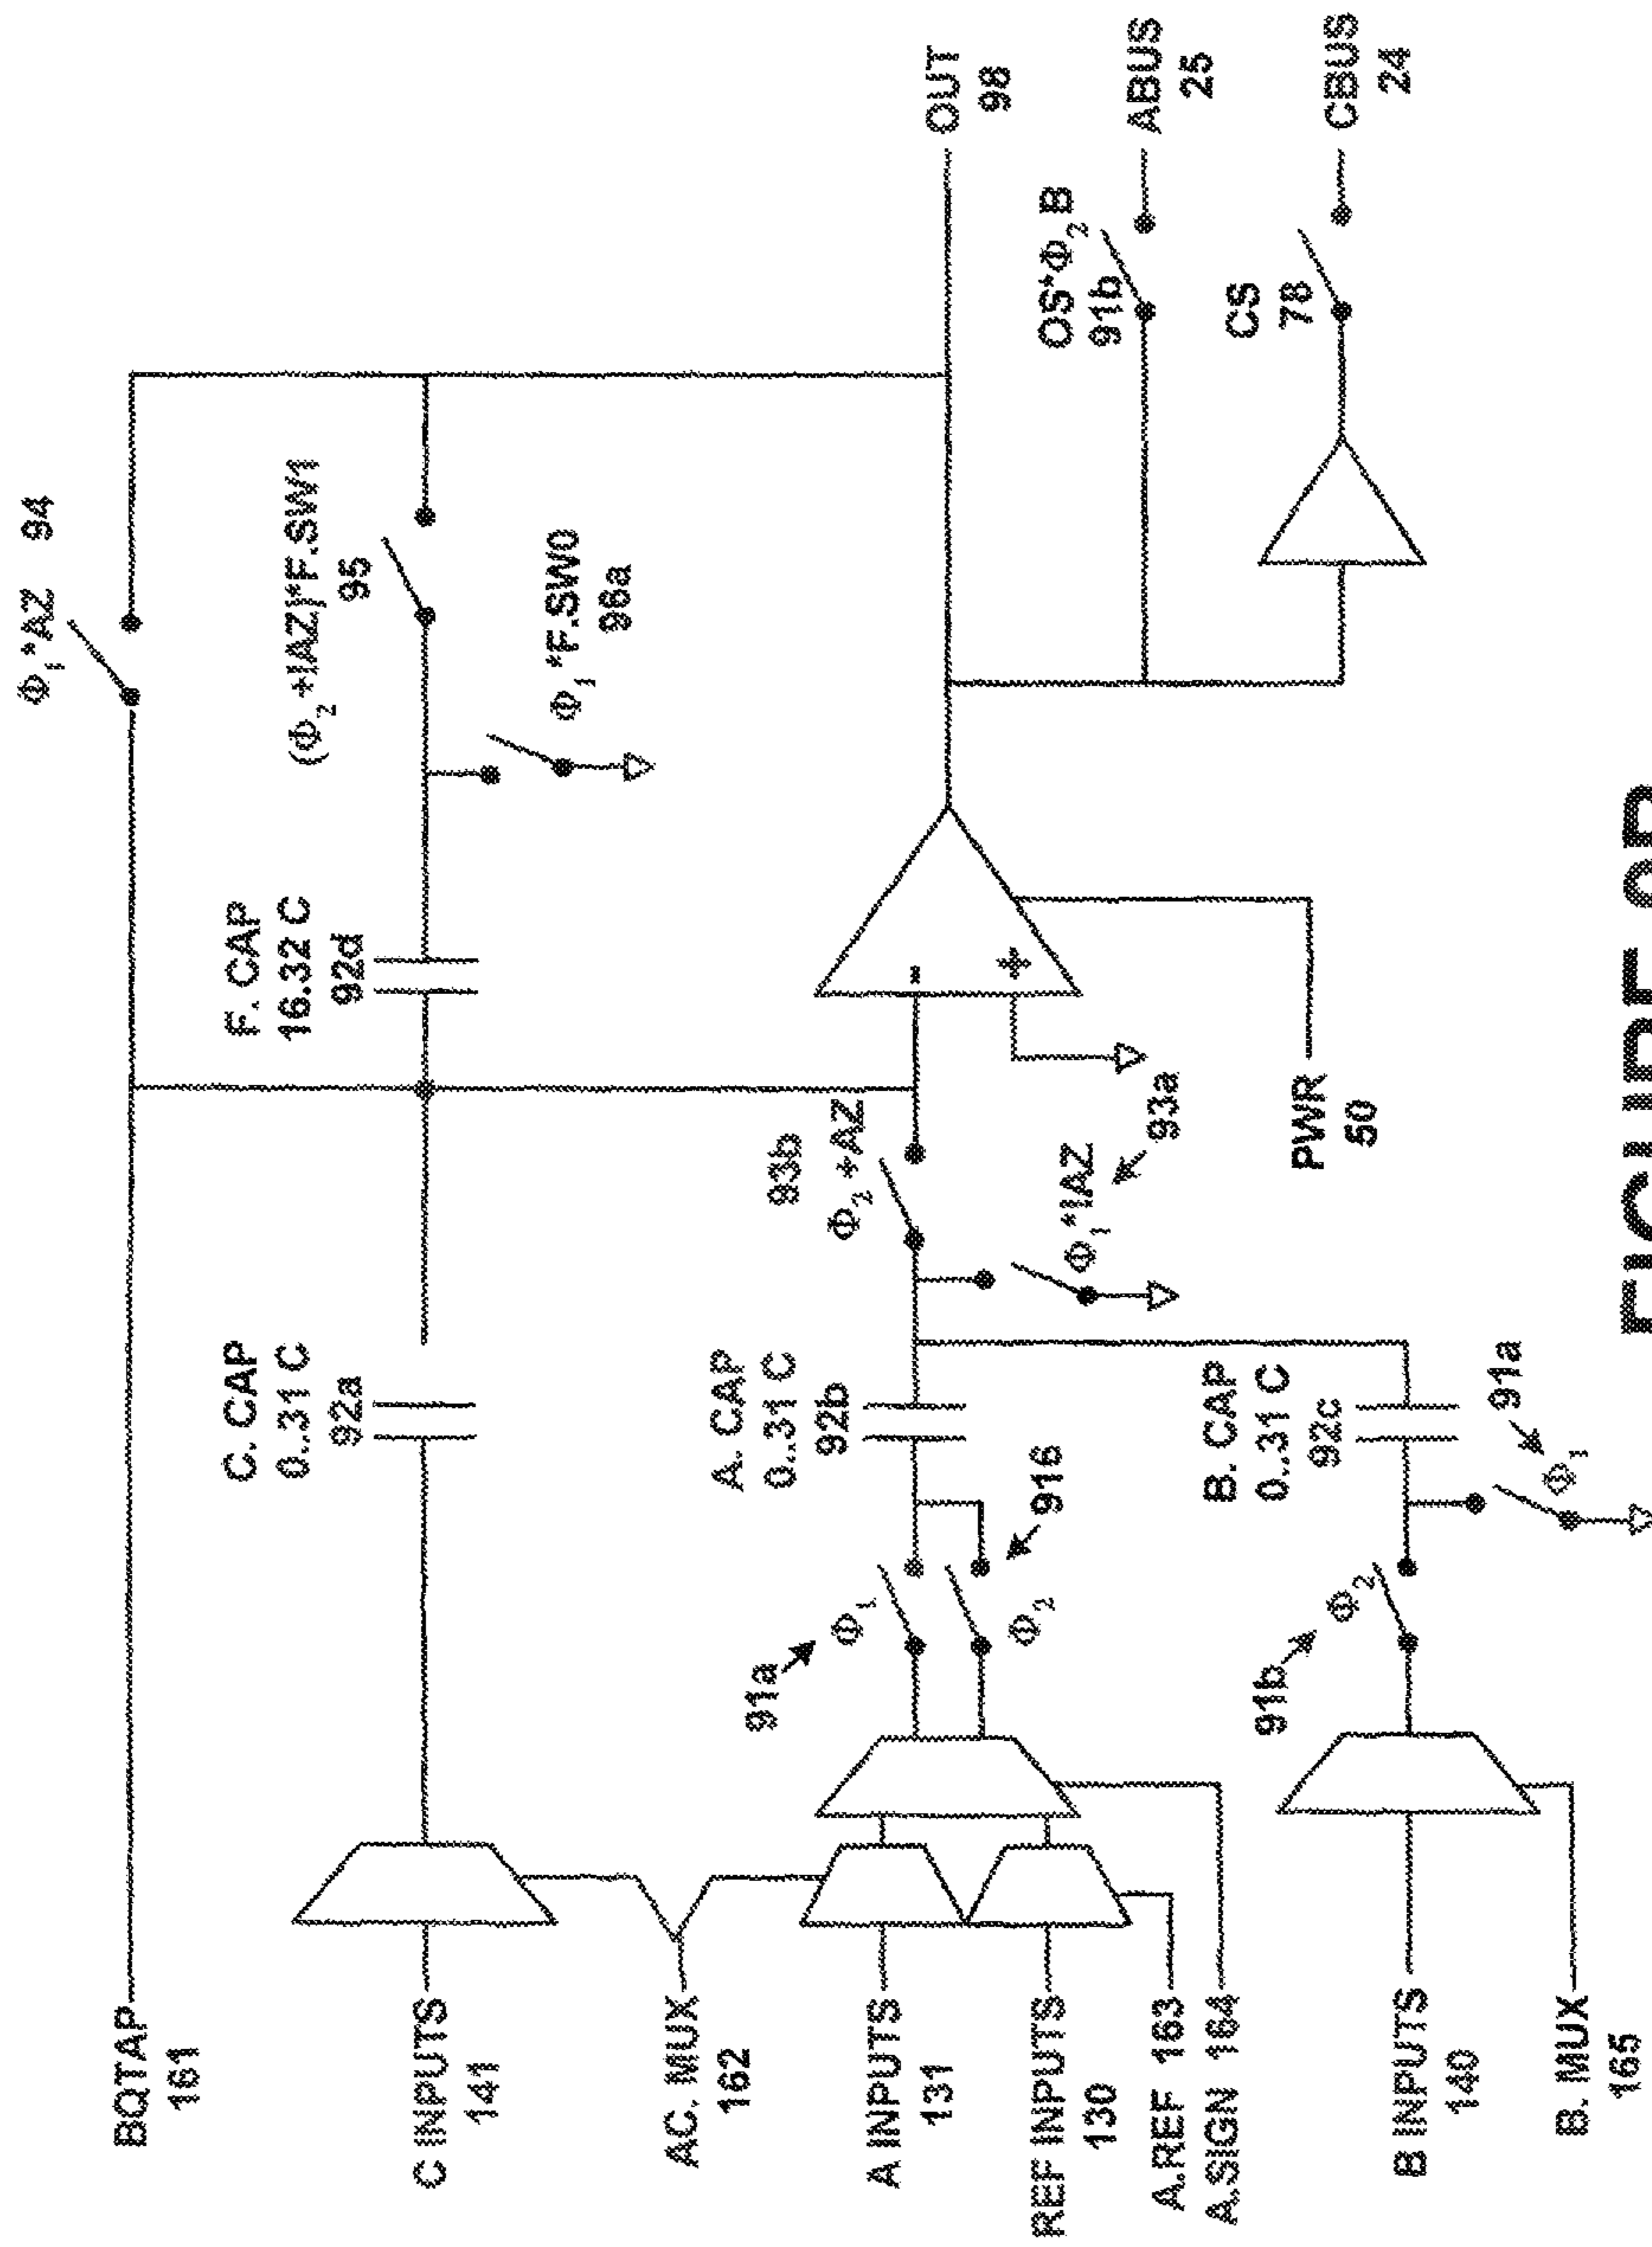 Φ1*AZ 94
(Φ2+!AZ)*F.SW1
95
F. CAP
16.32 C
92d
Φ1*F.SW0
96a
BQTAP
161
C. CAP
0..31 C
92a
C INPUTS
141
AC. MUX
162
A. CAP
0..31 C
92b
93b
Φ2+AZ
Φ1*!AZ
93a
-
+
PWR
50
OUT
98
OS*Φ2B
91b
ABUS
25
CS
78
CBUS
24
91a
Φ1
Φ2
916
A INPUTS
131
REF INPUTS
130
A.REF 163
A.SIGN 164
B. CAP
0..31 C
92c
91b
Φ2
91a
Φ1
B INPUTS
140
B. MUX
165